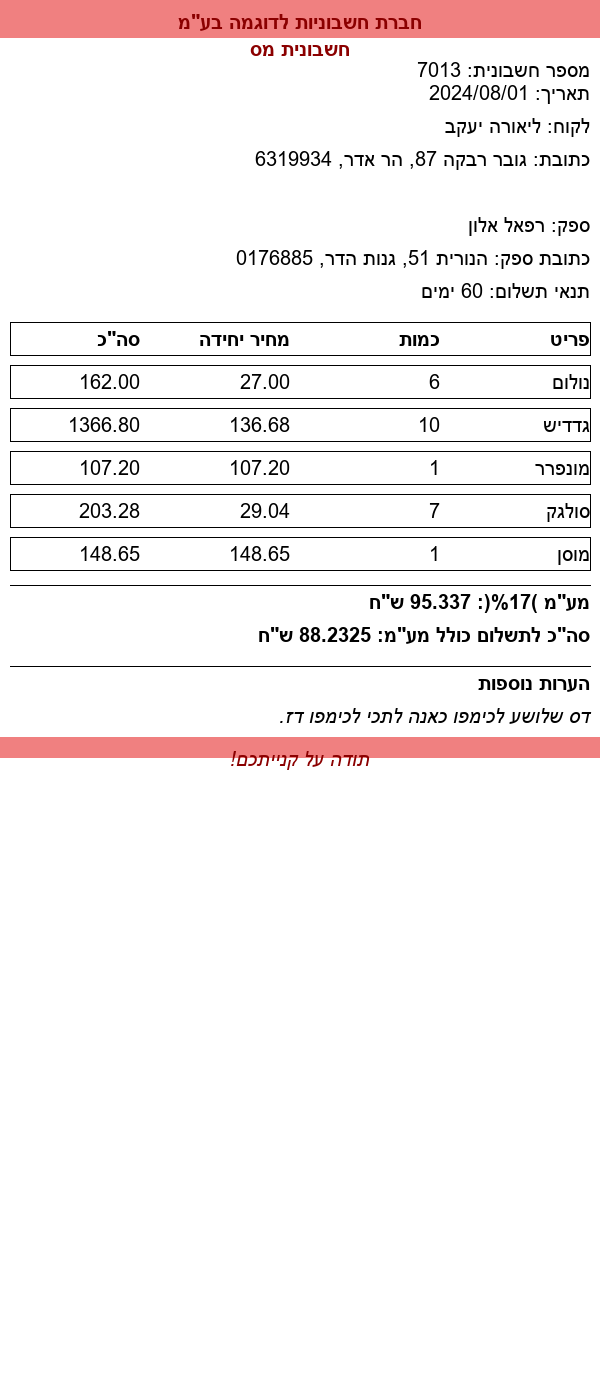 חברת חשבוניות לדוגמה בע"מ
חשבונית מס
מספר חשבונית: 7013
תאריך: 2024/08/01
לקוח: ליאורה יעקב
כתובת: גובר רבקה 87, הר אדר, 6319934
ספק: רפאל אלון
כתובת ספק: הנורית 51, גנות הדר, 0176885
תנאי תשלום: 60 ימים
פריט כמות מחיר יחידה סה"כ
נולום 6 27.00 162.00
גדדיש 10 136.68 1366.80
מונפרר 1 107.20 107.20
סולגק 7 29.04 203.28
מוסן 1 148.65 148.65
מע"מ )17%(: 95.337 ש"ח
סה"כ לתשלום כולל מע"מ: 88.2325 ש"ח
הערות נוספות
דס שלושע לכימפו כאנה לתכי לכימפו דז.
תודה על קנייתכם!